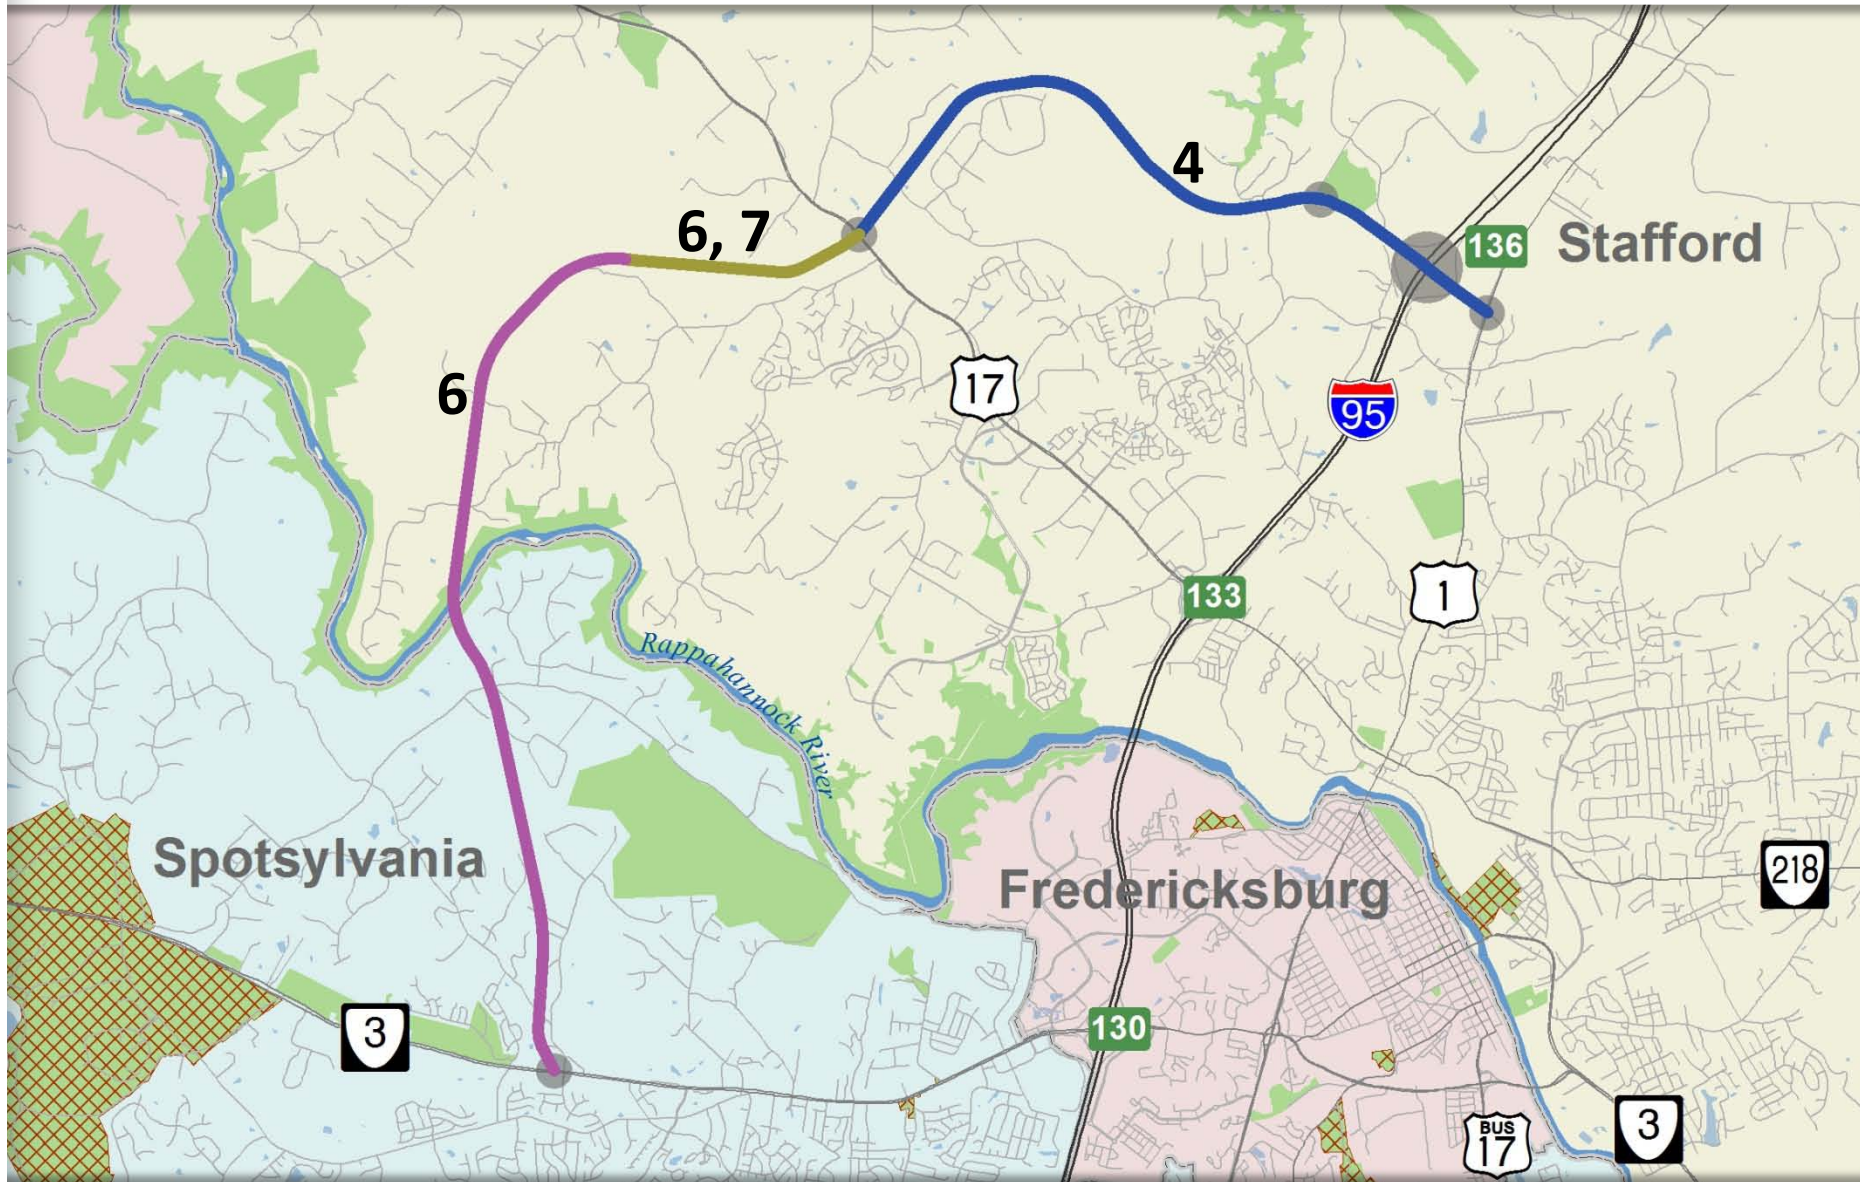 4
6, 7
136
Stafford
17
6
95
133
1
Rappahannock River
Spotsylvania
218
Fredericksburg
3
130
3
BUS
17